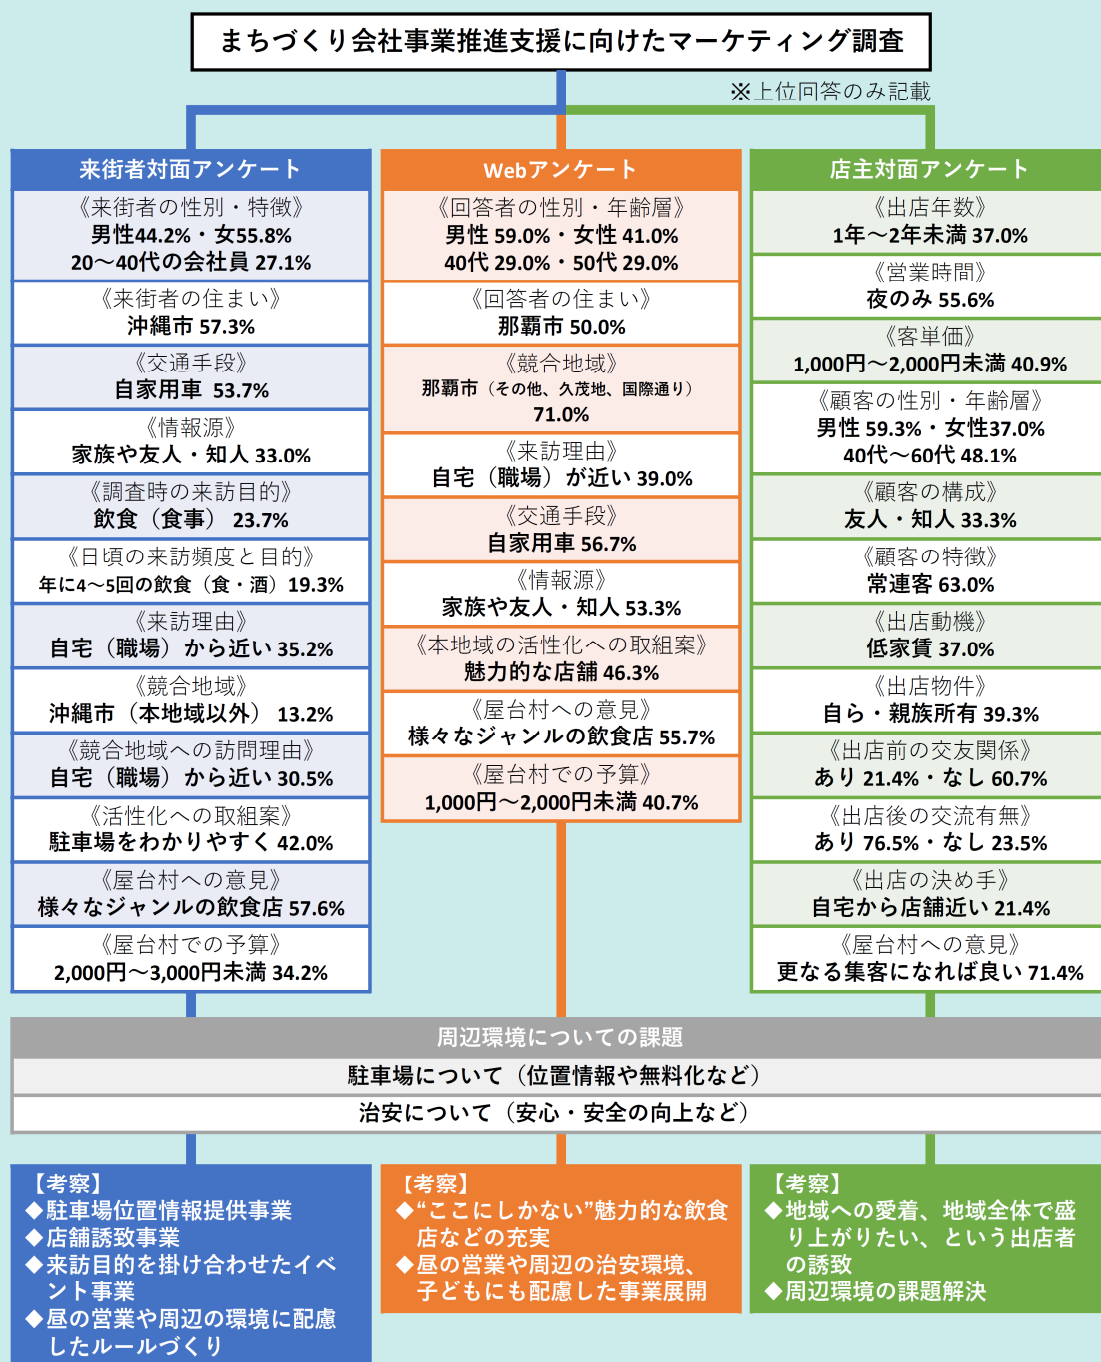 まちづくり会社事業推進支援に向けたマーケティング調査
※上位回答のみ記載
来街者対面アンケート
《来街者の性別・特徴》
男性44.2%・女55.8%
20～40代の会社員 27.1%
《来街者の住まい》
沖縄市 57.3%
《交通手段》
自家用車 53.7%
《情報源》
家族や友人・知人 33.0%
《調査時の来訪目的》
飲食（食事） 23.7%
《日頃の来訪頻度と目的》
年に4～5回の飲食（食・酒）19.3%
《来訪理由》
自宅（職場）から近い 35.2%
《競合地域》
沖縄市（本地域以外） 13.2%
《競合地域への訪問理由》
自宅（職場）から近い 30.5%
《活性化への取組案》
駐車場をわかりやすく 42.0%
《屋台村への意見》
様々なジャンルの飲食店 57.6%
《屋台村での予算》
2,000円～3,000円未満 34.2%
Webアンケート
《回答者の性別・年齢層》
男性 59.0%・女性 41.0%
40代 29.0%・50代 29.0%
《回答者の住まい》
那覇市 50.0%
《競合地域》
那覇市（その他、久茂地、国際通り）
71.0%
《来訪理由》
自宅（職場）が近い 39.0%
《交通手段》
自家用車 56.7%
《情報源》
家族や友人・知人 53.3%
《本地域の活性化への取組案》
魅力的な店舗 46.3%
《屋台村への意見》
様々なジャンルの飲食店 55.7%
《屋台村での予算》
1,000円～2,000円未満 40.7%
店主対面アンケート
《出店年数》
1年～2年未満 37.0%
《営業時間》
夜のみ 55.6%
《客単価》
1,000円～2,000円未満 40.9%
《顧客の性別・年齢層》
男性 59.3%・女性37.0%
40代～60代 48.1%
《顧客の構成》
友人・知人 33.3%
《顧客の特徴》
常連客 63.0%
《出店動機》
低家賃 37.0%
《出店物件》
自ら・親族所有 39.3%
《出店前の交友関係》
あり 21.4%・なし 60.7%
《出店後の交流有無》
あり 76.5%・なし 23.5%
《出店の決め手》
自宅から店舗近い 21.4%
《屋台村への意見》
更なる集客になれば良い 71.4%
周辺環境についての課題
駐車場について（位置情報や無料化など）
治安について（安心・安全の向上など）
【考察】
◆駐車場位置情報提供事業
◆店舗誘致事業
◆来訪目的を掛け合わせたイベ
ント事業
◆昼の営業や周辺の環境に配慮
したルールづくり
【考察】
◆“ここにしかない”魅力的な飲食
店などの充実
◆昼の営業や周辺の治安環境、
子どもにも配慮した事業展開
【考察】
◆地域への愛着、地域全体で盛
り上がりたい、という出店者
の誘致
◆周辺環境の課題解決